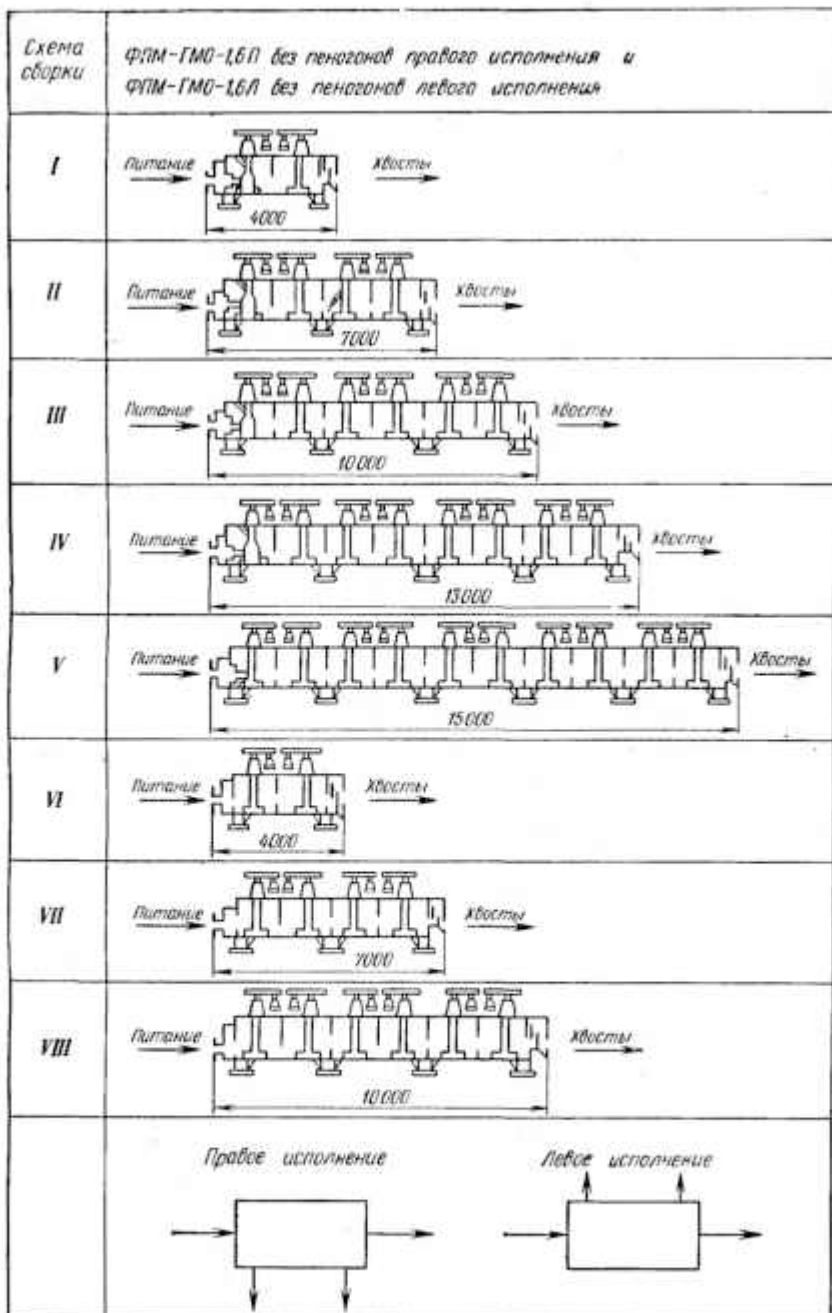 Схема
сборки
ФПМ-ГМО-1,6П без пеногонов правого исполнения и
ФПМ-ГМО-1,6Л без пеногонов левого исполнения
I
Питание
Хвосты
4000
II
Питание
Хвосты
7000
III
Питание
Хвосты
10000
IV
Питание
Хвосты
13000
V
Питание
Хвосты
15000
VI
Питание
Хвосты
4000
VII
Питание
Хвосты
7000
VIII
Питание
Хвосты
10000
Правое исполнение
Левое исполнение